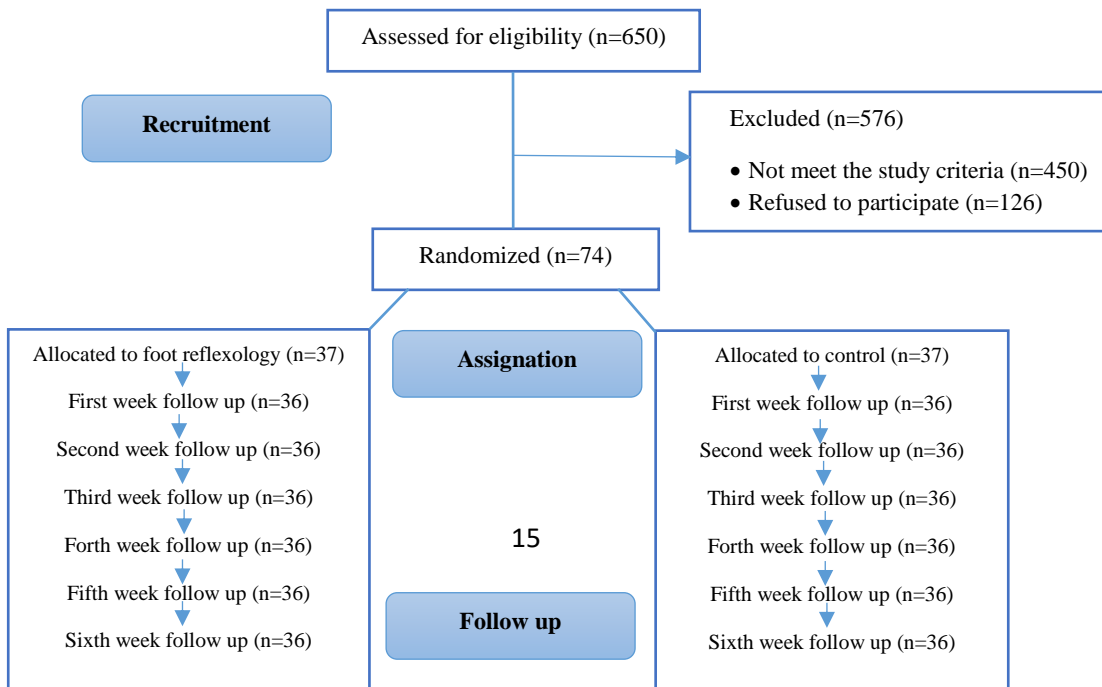 Assessed for eligibility (n=650)
Recruitment
Excluded (n=576)
• Not meet the study criteria (n=450)
• Refused to participate (n=126)
Randomized (n=74)
Allocated to foot reflexology (n=37)
First week follow up (n=36)
Second week follow up (n=36)
Third week follow up (n=36)
Forth week follow up (n=36)
Fifth week follow up (n=36)
Sixth week follow up (n=36)
Assignation
15
Follow up
Allocated to control (n=37)
First week follow up (n=36)
Second week follow up (n=36)
Third week follow up (n=36)
Forth week follow up (n=36)
Fifth week follow up (n=36)
Sixth week follow up (n=36)